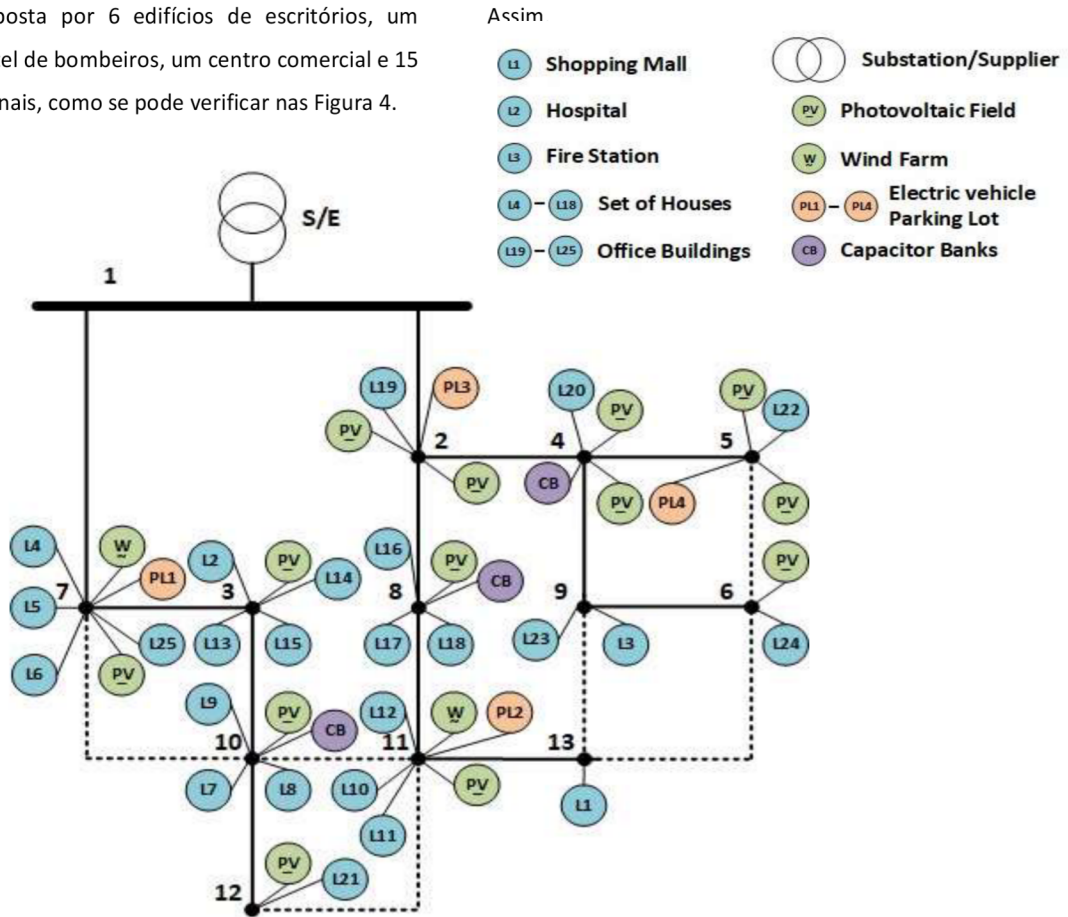 posta por 6 edifícios de escritórios, um
el de bombeiros, um centro comercial e 15
nais, como se pode verificar nas Figura 4.
Assim
L1 Shopping Mall
L2 Hospital
L3 Fire Station
L4 – L18 Set of Houses
L19 – L25 Office Buildings
Substation/Supplier
PV Photovoltaic Field
W Wind Farm
PL1 – PL4 Electric vehicle
Parking Lot
CB Capacitor Banks
S/E
1
L19 PL3 L20 PV PV L22
PV 2 4 5
PV CB PV PL4 PV
L4 W PL1 L2 PV L14 L16 PV CB PV
7 3 8 9 6
L5
L6 PV L25 L13 L15 L17 L18 L23 L3 L24
L9 PV CB L12 W PL2
10 11 13
L7 L8 L10 PV L1
L11
PV L21
12